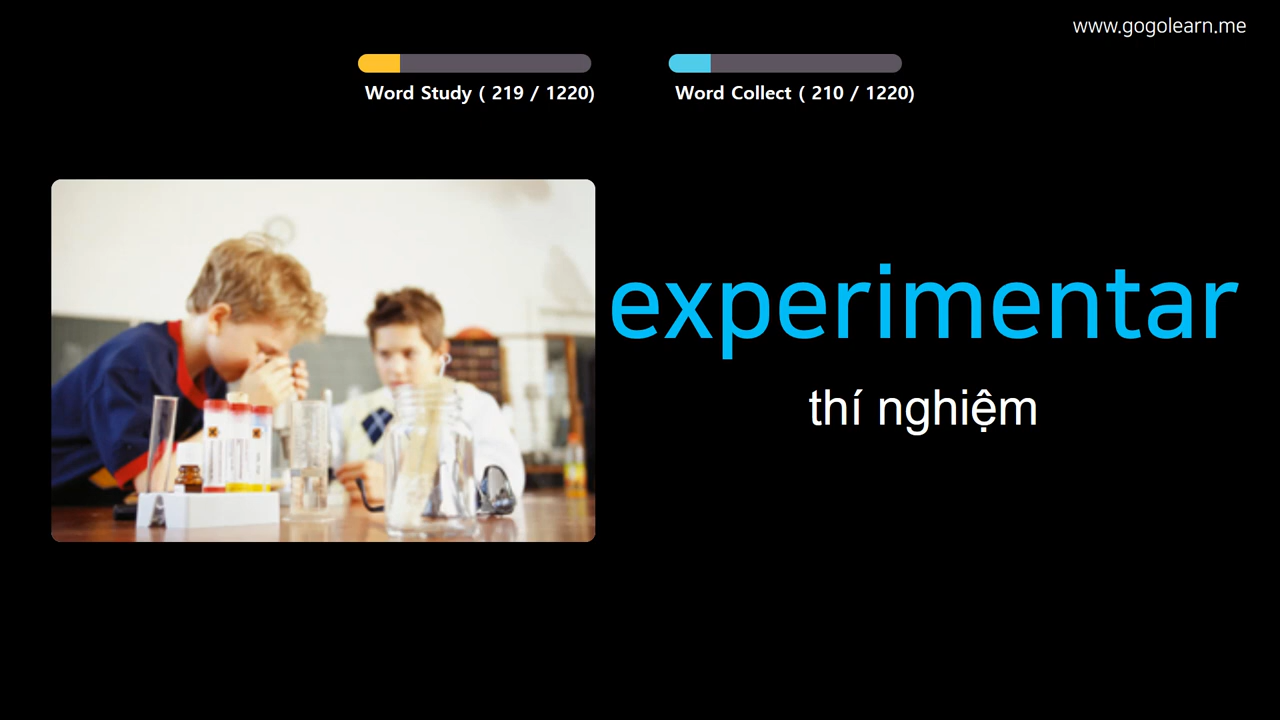 www.gogolearn.me
Word Study ( 219 / 1220)
Word Collect ( 210 / 1220)
experimentar
thí nghiệm